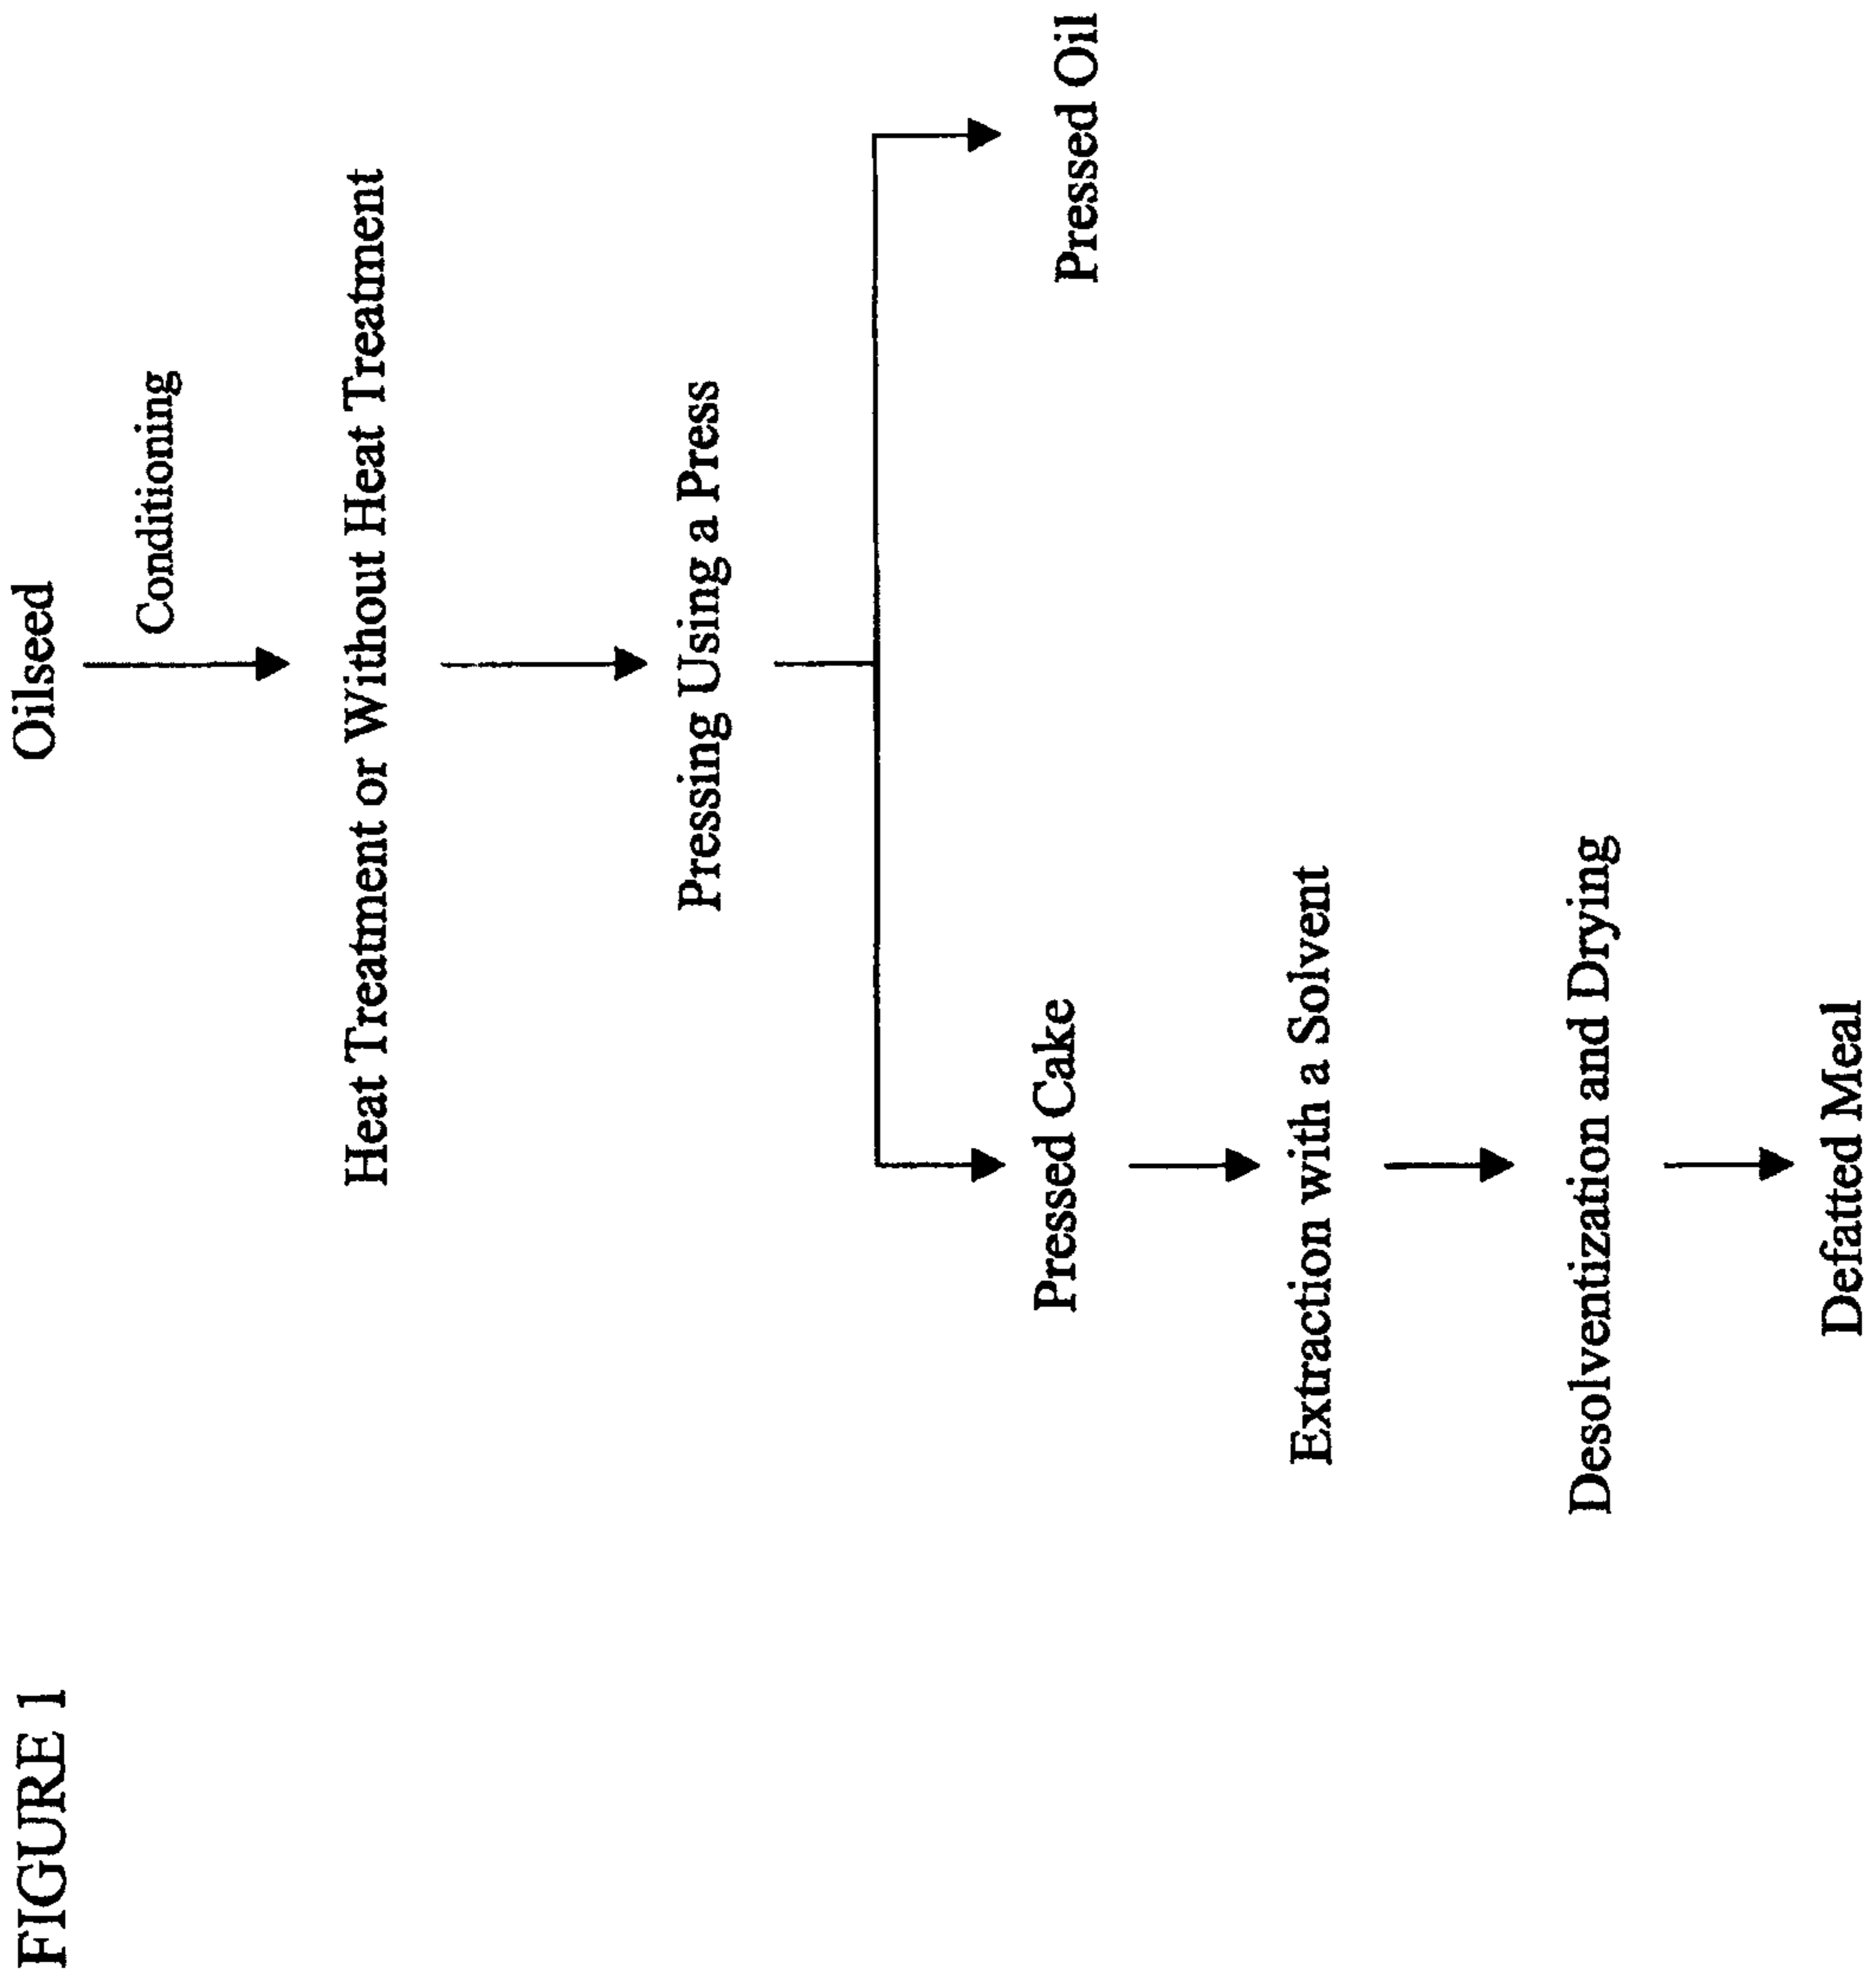 FIGURE 1
Oilseed
Conditioning
Heat Treatment or Without Heat Treatment
Pressing Using a Press
Pressed Cake
Pressed Oil
Extraction with a Solvent
Desolventization and Drying
Defatted Meal